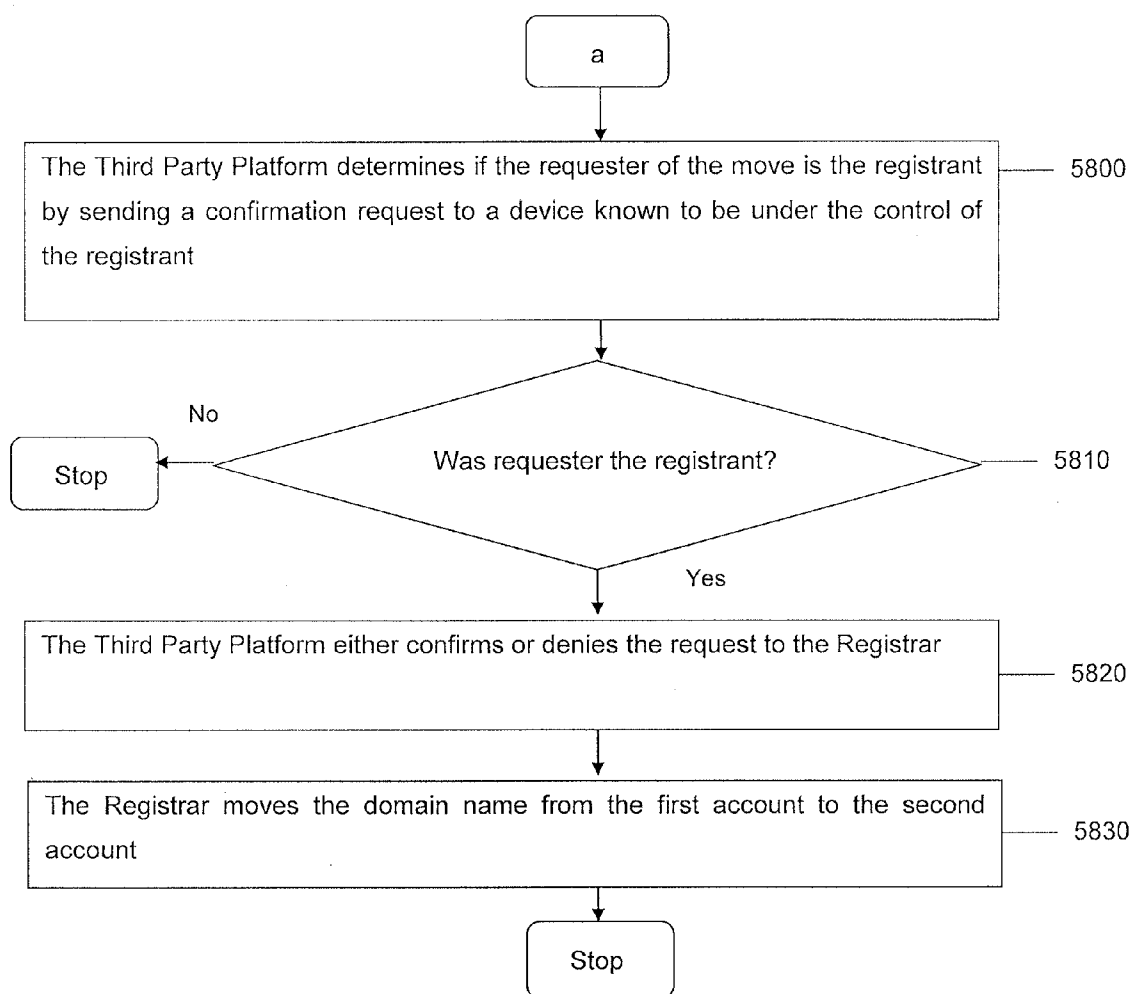 a
The Third Party Platform determines if the requester of the move is the registrant
5800
by sending a confirmation request to a device known to be under the control of
the registrant
No
Stop
Was requester the registrant?
5810
Yes
The Third Party Platform either confirms or denies the request to the Registrar
5820
The Registrar moves the domain name from the first account to the second
account
5830
Stop